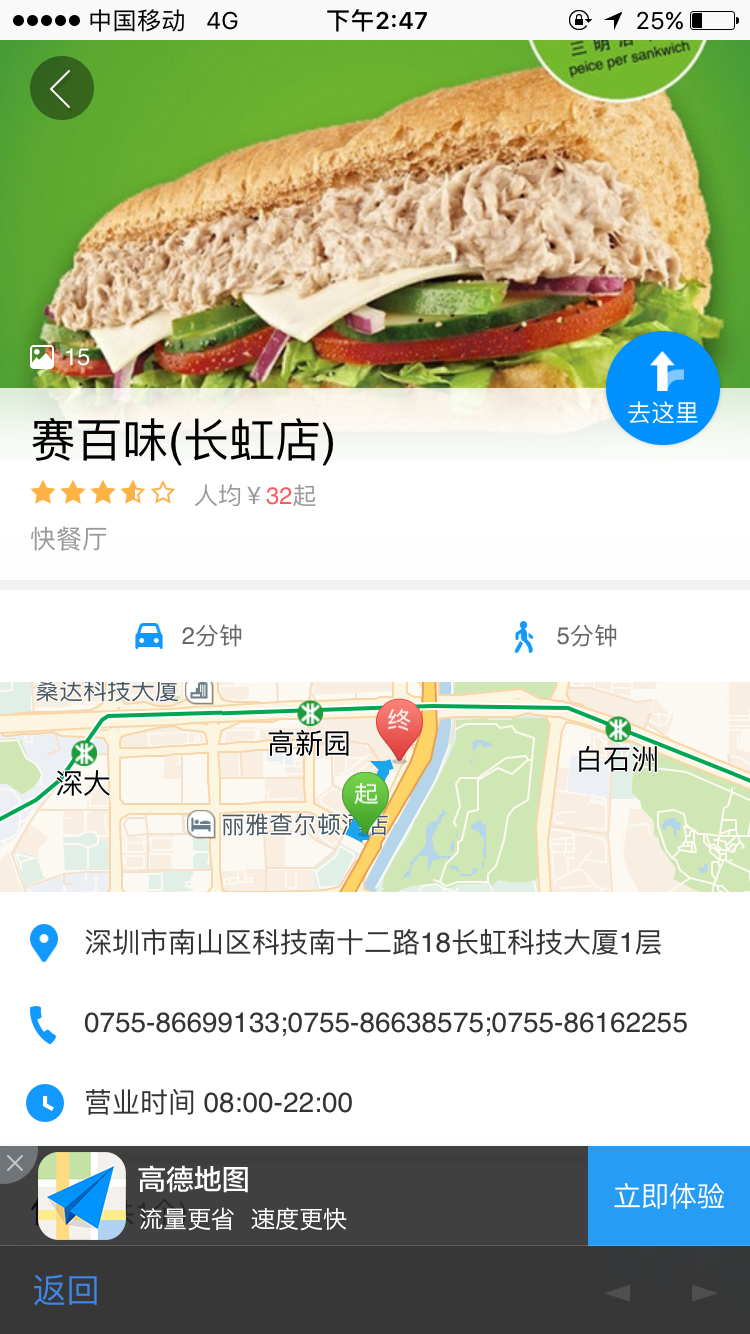 中国移动 4G 下午2:47 25%
peice per sankwich
15
去这里
赛百味(长虹店)
人均￥32起
快餐厅
2分钟 5分钟
桑达科技大厦
高新园
终
白石洲
深大
起
丽雅查尔顿酒店
深圳市南山区科技南十二路18长虹科技大厦1层
0755-86699133;0755-86638575;0755-86162255
营业时间 08:00-22:00
高德地图
流量更省 速度更快
立即体验
返回